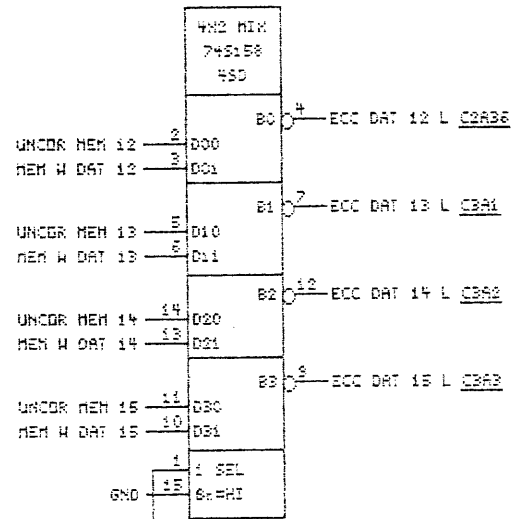 4X2 MIX
74S158
4SD
B0 4 ECC DAT 12 L C2A36
UNCOR MEM 12 2 D00
MEM W DAT 12 3 D01
B1 7 ECC DAT 13 L C3A1
UNCOR MEM 13 5 D10
MEM W DAT 13 6 D11
B2 12 ECC DAT 14 L C3A2
UNCOR MEM 14 14 D20
MEM W DAT 14 13 D21
B3 9 ECC DAT 15 L C3A3
UNCOR MEM 15 11 D30
MEM W DAT 15 10 D31
1 1 SEL
GND 15 =HI